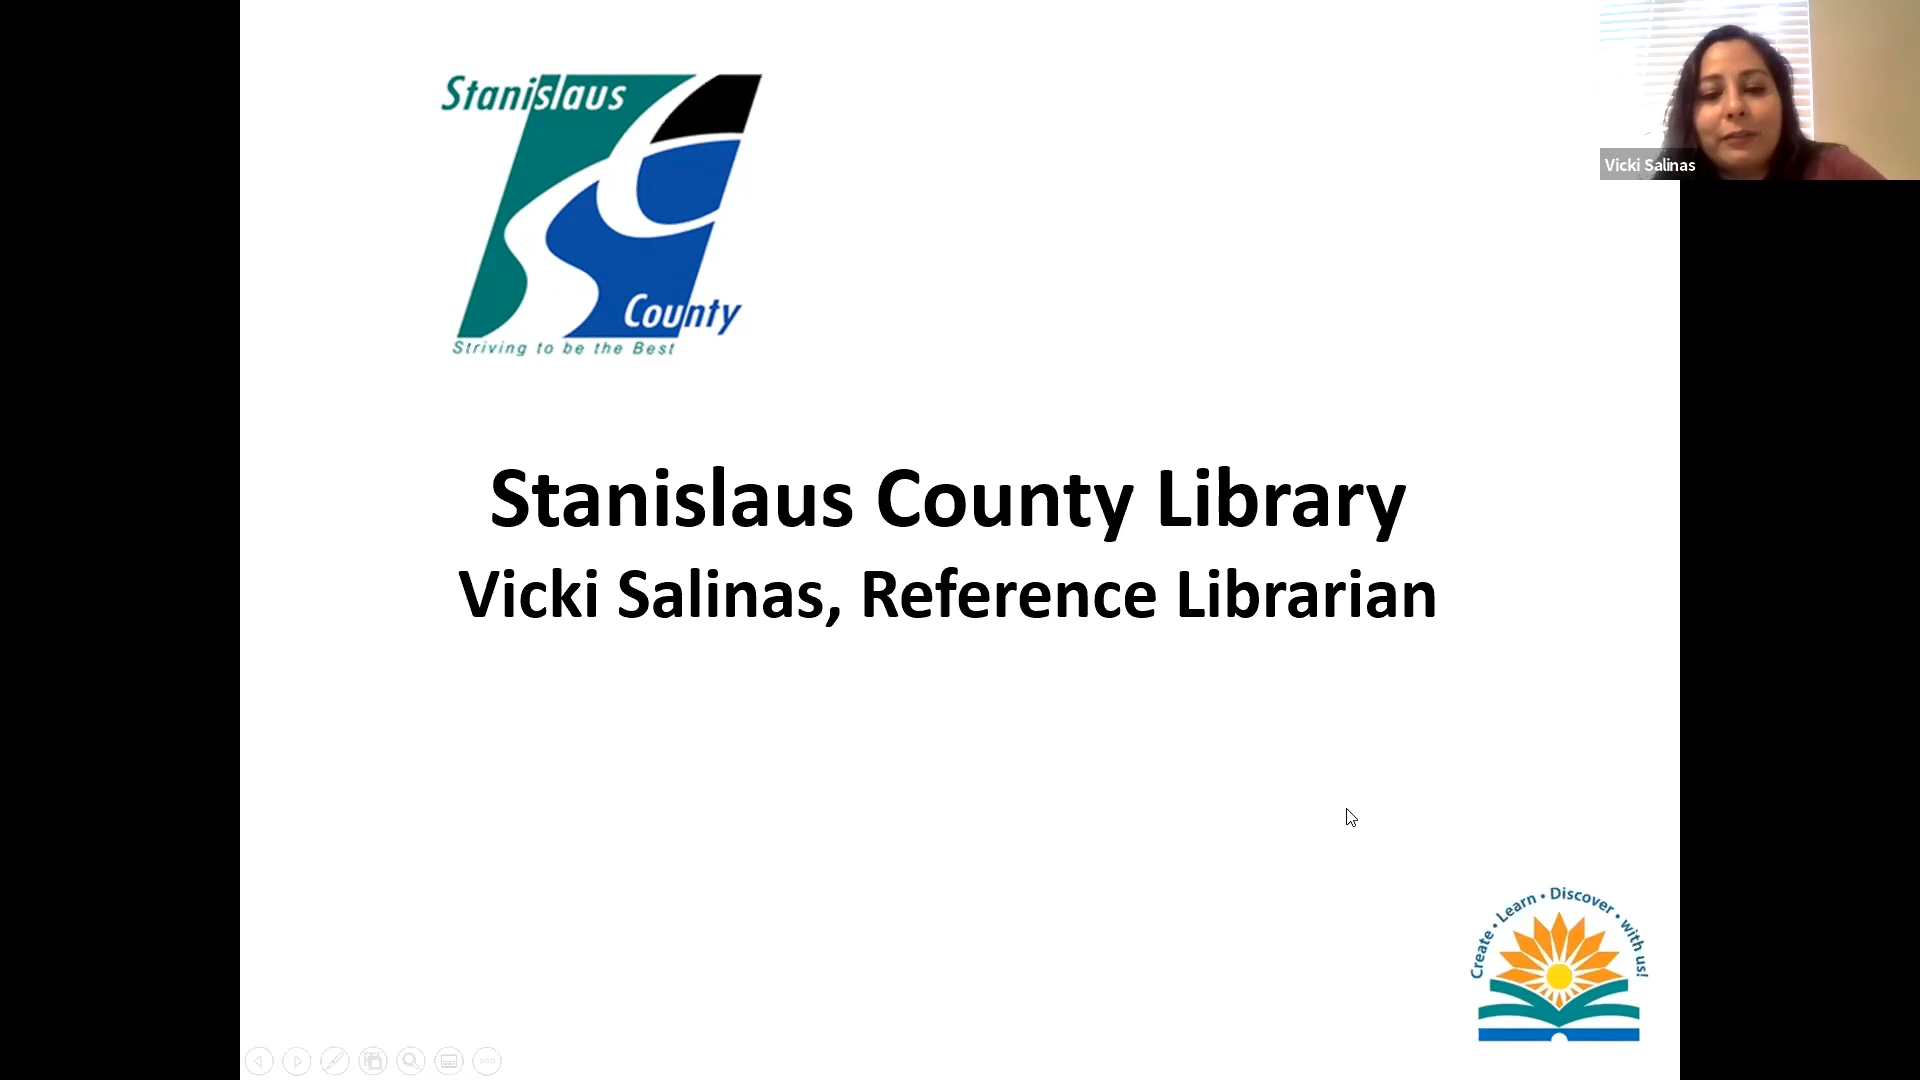 Stanislaus
County
Striving to be the Best
Vicki Salinas
Stanislaus County Library
Vicki Salinas, Reference Librarian
Create • Learn • Discover • with us!